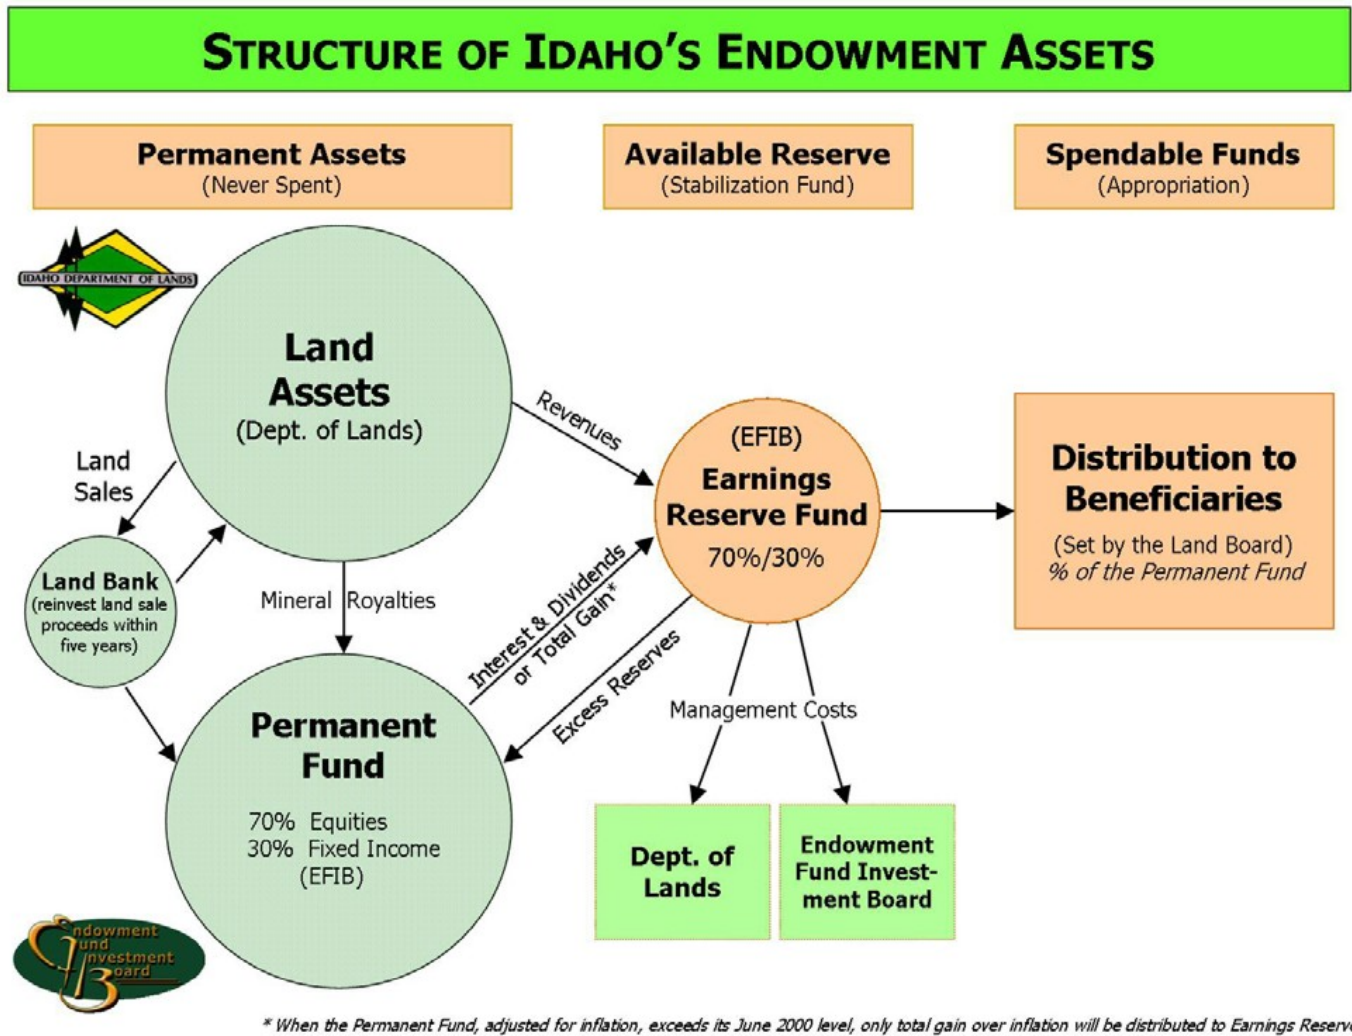 STRUCTURE OF IDAHO'S ENDOWMENT ASSETS
Permanent Assets
(Never Spent)
Available Reserve
(Stabilization Fund)
Spendable Funds
(Appropriation)
IDAHO DEPARTMENT OF LANDS
Land
Assets
(Dept. of Lands)
Revenues
Land
Sales
Land Bank
(reinvest land sale
proceeds within
five years)
Mineral Royalties
Permanent
Fund
70% Equities
30% Fixed Income
(EFIB)
Interest & Dividends
or Total Gain*
Excess Reserves
(EFIB)
Earnings
Reserve Fund
70%/30%
Distribution to
Beneficiaries
(Set by the Land Board)
% of the Permanent Fund
Management Costs
Dept. of
Lands
Endowment
Fund Invest-
ment Board
Endowment
Fund
Investment
Board
* When the Permanent Fund, adjusted for inflation, exceeds its June 2000 level, only total gain over inflation will be distributed to Earnings Reserve